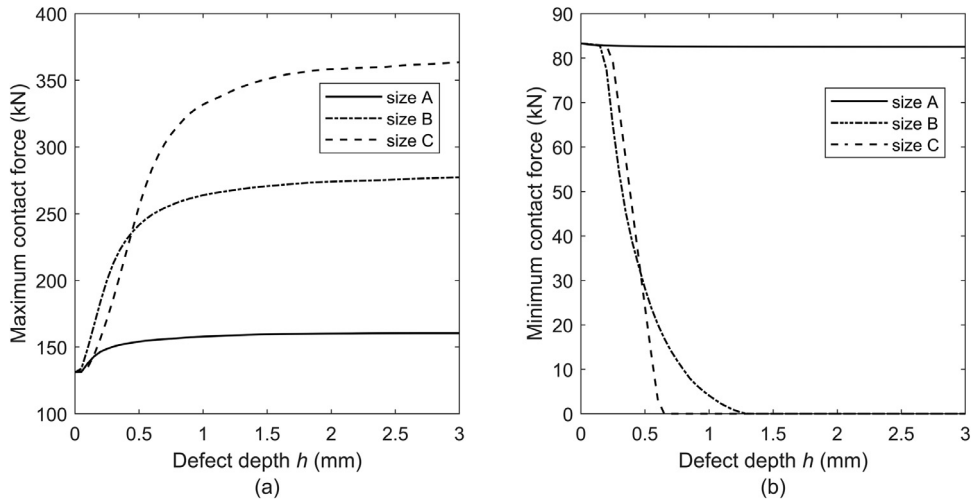 400
350
300
250
200
150
100
Maximum contact force (kN)
size A
size B
size C
0 0.5 1 1.5 2 2.5 3
Defect depth h (mm)
(a)
90
80
70
60
50
40
30
20
10
0
Minimum contact force (kN)
size A
size B
size C
0 0.5 1 1.5 2 2.5 3
Defect depth h (mm)
(b)